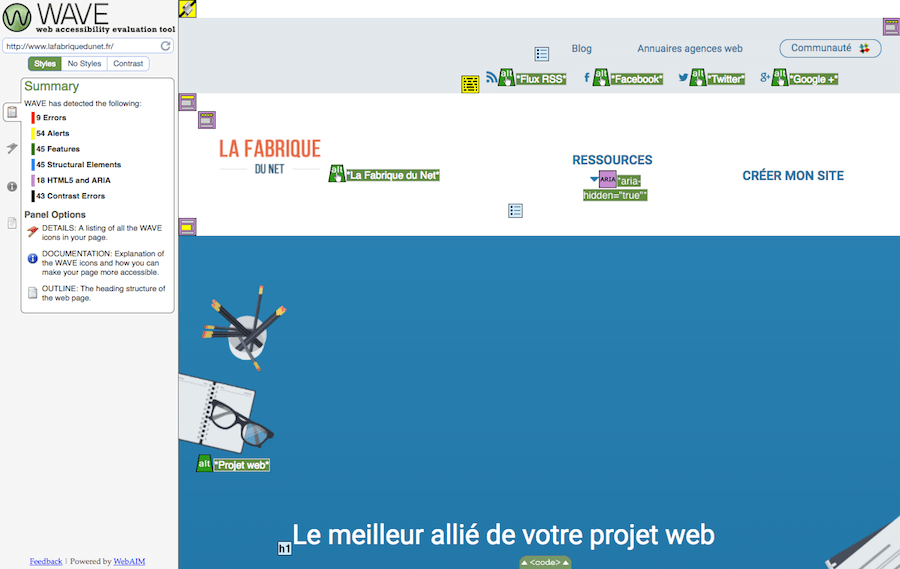 WAVE
web accessibility evaluation tool
http://www.lafabriquedunet.fr/
Styles No Styles Contrast
Summary
WAVE has detected the following:
9 Errors
54 Alerts
45 Features
45 Structural Elements
18 HTML5 and ARIA
43 Contrast Errors
Panel Options
DETAILS: A listing of all the WAVE
icons in your page.
DOCUMENTATION: Explanation of
the WAVE icons and how you can
make your page more accessible.
OUTLINE: The heading structure of
the web page.
Feedback | Powered by WebAIM
Blog Annuaires agences web Communauté
alt *Flux RSS* alt *Facebook* alt *Twitter* g+ alt *Google +*
LA FABRIQUE
DU NET
alt *La Fabrique du Net*
RESSOURCES
ARIA *aria-
hidden="true"*
CRÉER MON SITE
alt *Projet web*
h1 Le meilleur allié de votre projet web
<code>